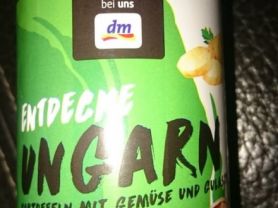 bei uns
dm
ENTDECKE
UNGARN
MIT GEMÜSE UND